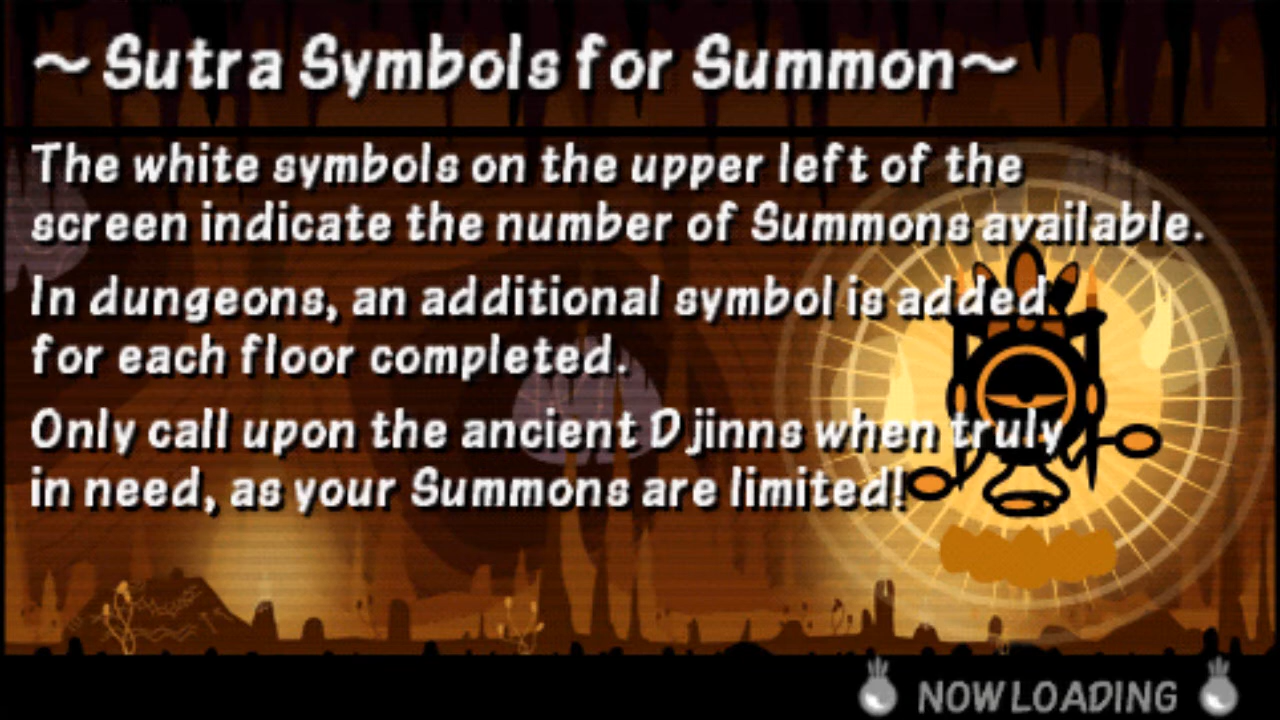 ～Sutra Symbols for Summon～
The white symbols on the upper left of the
screen indicate the number of Summons available.
In dungeons, an additional symbol is added
for each floor completed.
Only call upon the ancient Djinns when truly
in need, as your Summons are limited!
NOW LOADING